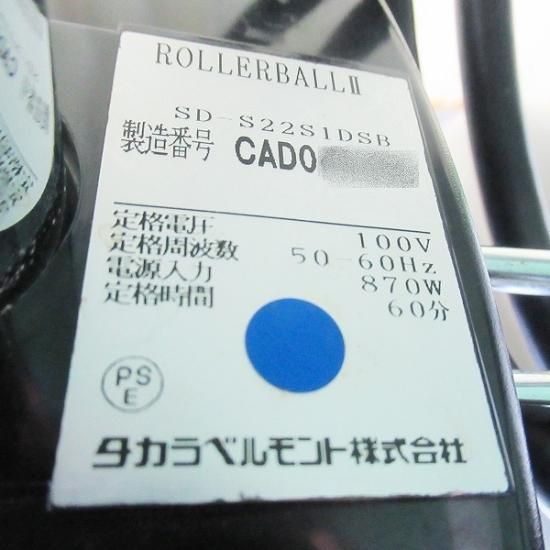 ROLLERBALLⅡ
SD-S22S1DSB
製造番号 CADO
定格電圧 100V
定格周波数 50-60Hz
電源入力 870W
定格時間 60分
PS
E
タカラベルモント株式会社